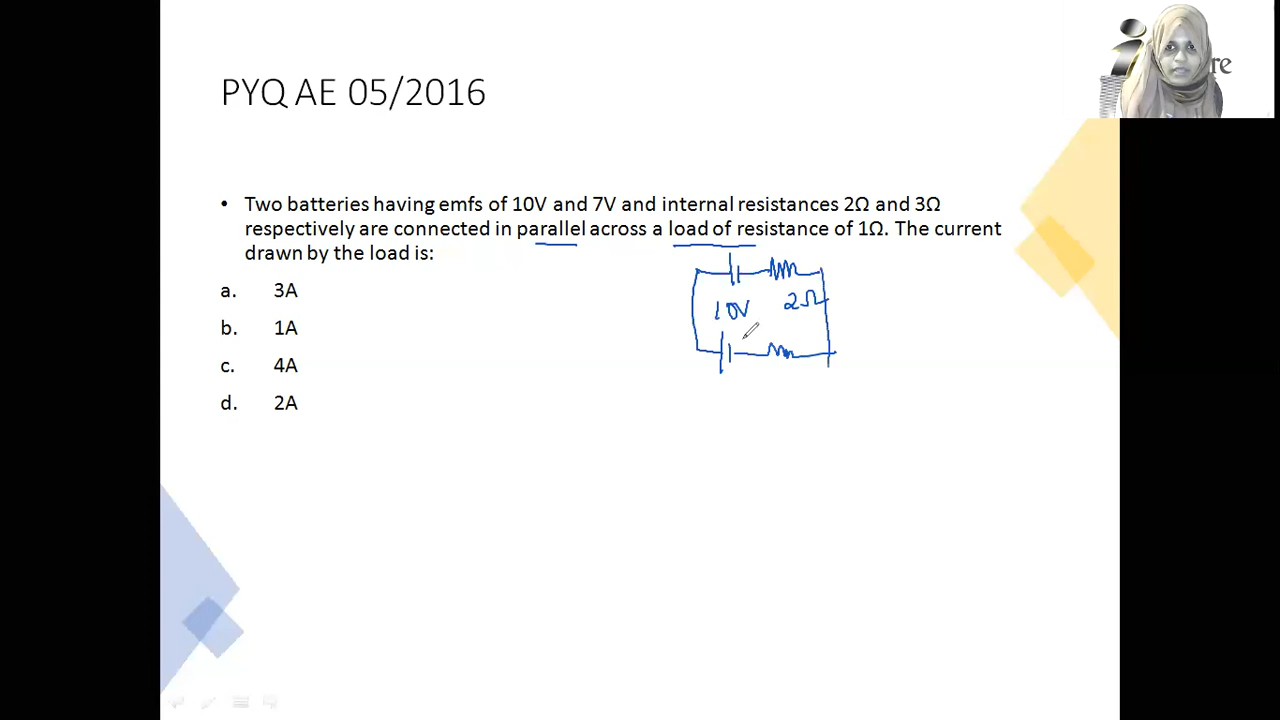 PYQ AE 05/2016
• Two batteries having emfs of 10V and 7V and internal resistances 2Ω and 3Ω
respectively are connected in parallel across a load of resistance of 1Ω. The current
drawn by the load is:
a. 3A
b. 1A
c. 4A
d. 2A
10V 2Ω